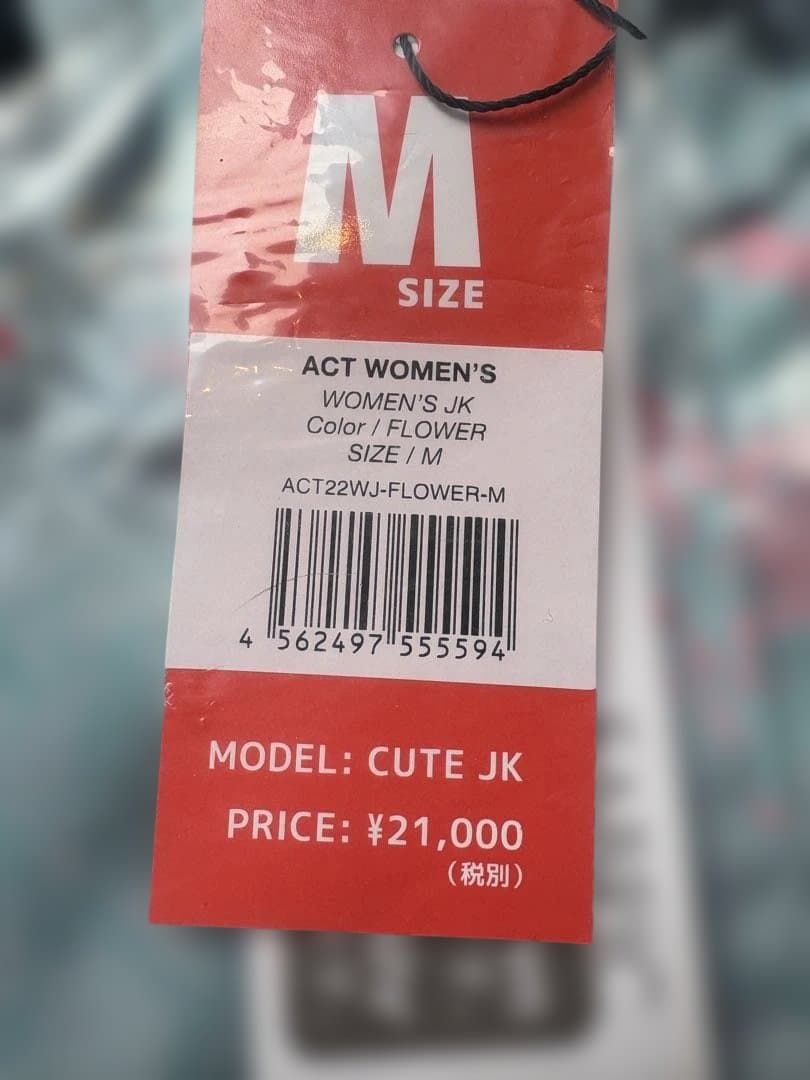 M
SIZE
ACT WOMEN'S
WOMEN'S JK
Color / FLOWER
SIZE / M
ACT22WJ-FLOWER-M
4 562497 555594
MODEL: CUTE JK
PRICE: ¥21,000
(税別)